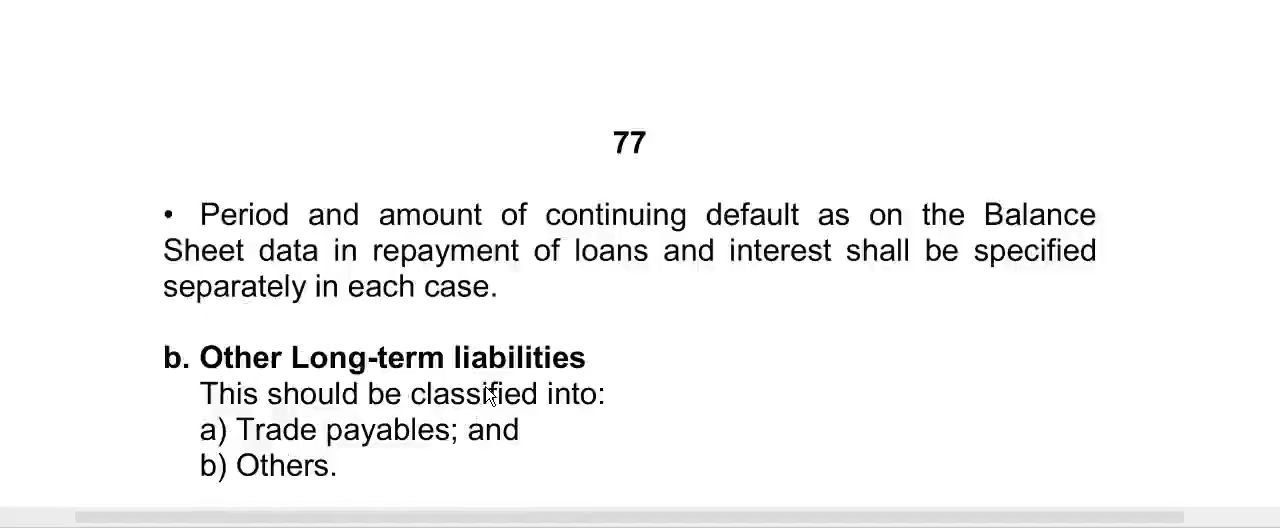 77
• Period and amount of continuing default as on the Balance
Sheet data in repayment of loans and interest shall be specified
separately in each case.
b. Other Long-term liabilities
This should be classified into:
a) Trade payables; and
b) Others.